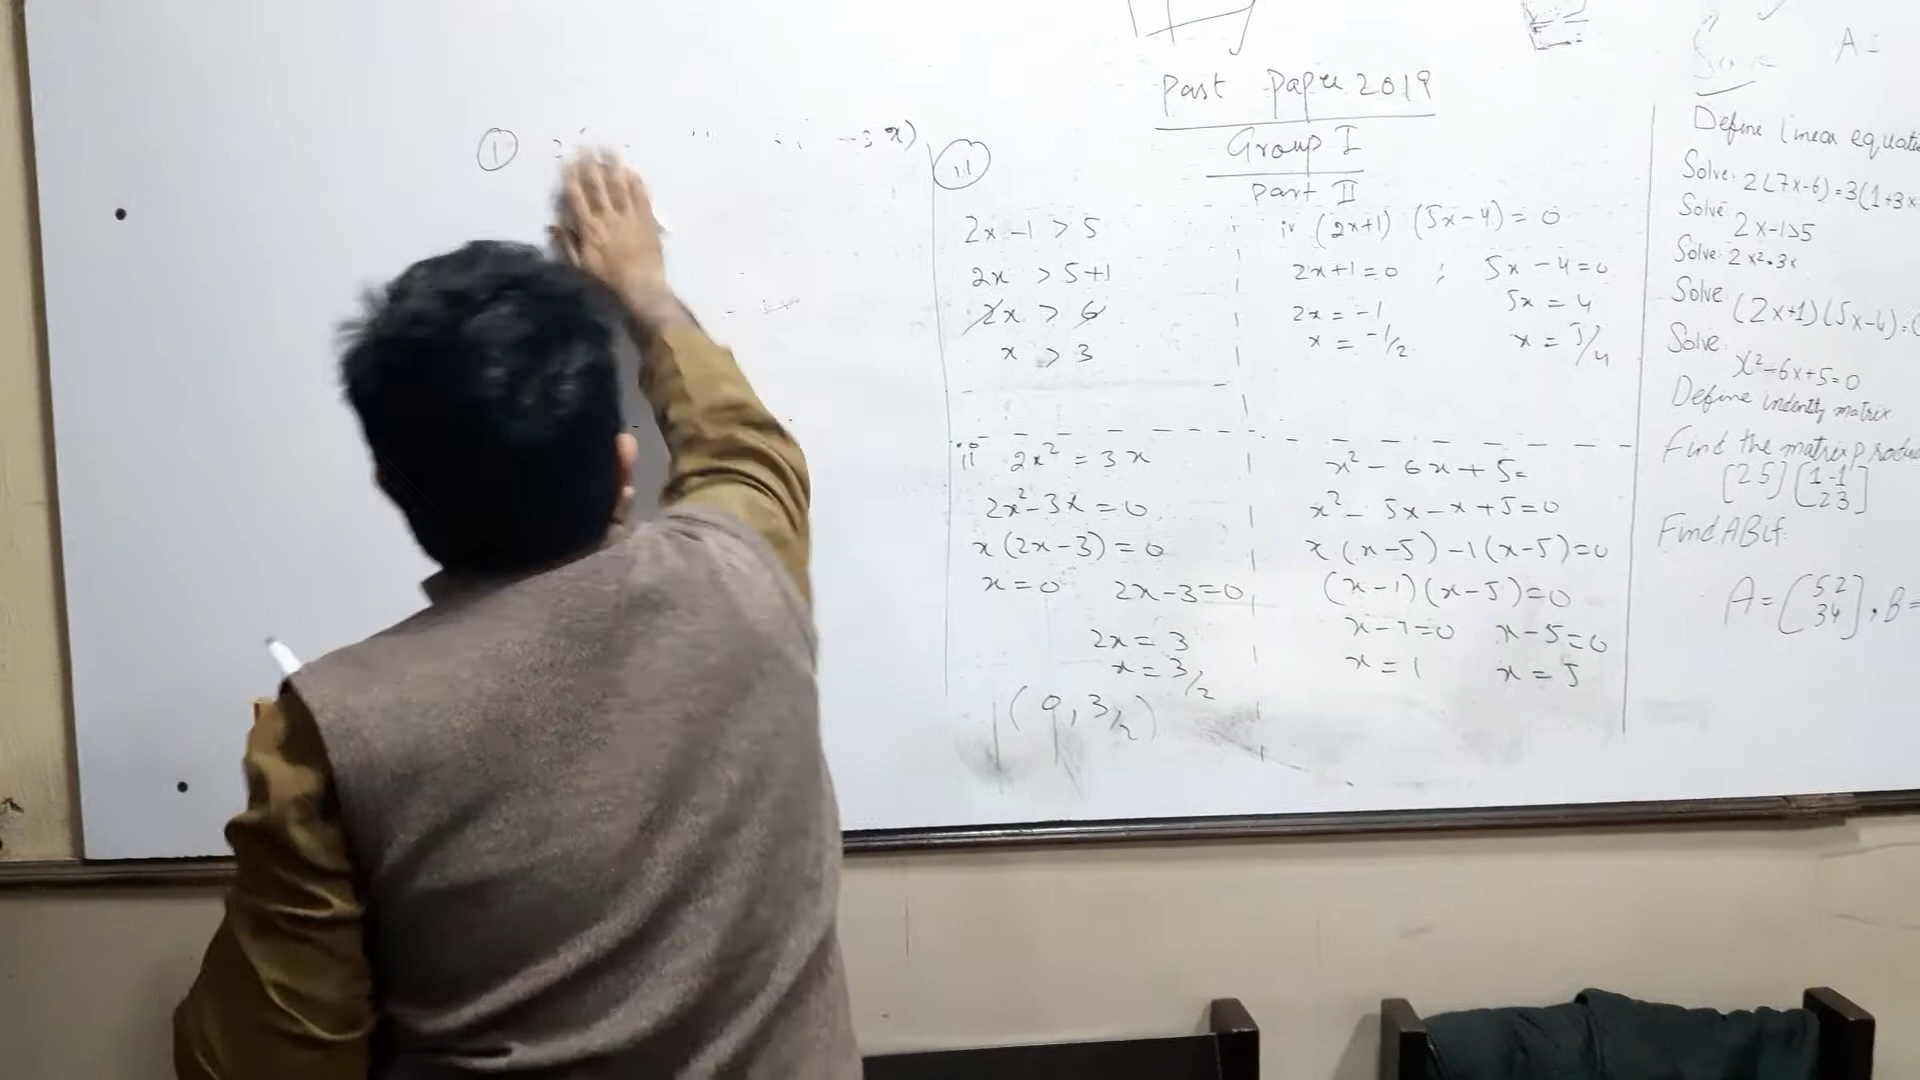 Past Paper 2019
Group I
Part II
①
-3x)
ii
2x-1 > 5
2x > 5+1
2x > 6
x > 3
iv (2x+1) (5x-4) = 0
2x+1=0 ; 5x-4=0
2x = -1 5x = 4
x = -1/2 x = 5/4
iii 2x² = 3x
2x²-3x=0
x(2x-3)=0
x=0 2x-3=0
2x = 3
x = 3/2
(0, 3/2)
x² - 6x + 5=
x² - 5x - x + 5=0
x(x-5) -1(x-5)=0
(x-1)(x-5)=0
x-1=0 x-5=0
x = 1 x = 5
A =
Define linear equati
Solve: 2(7x-6)=3(1+3x
Solve:
2x-1>5
Solve: 2x²=3x
Solve:
(2x+1)(5x-4)=
Solve:
x²-6x+5=0
Define indentiy matrix
Find the matrix produ
[2 5] [1 -1
2 3]
Find AB if
A = [5 2
3 4], B =